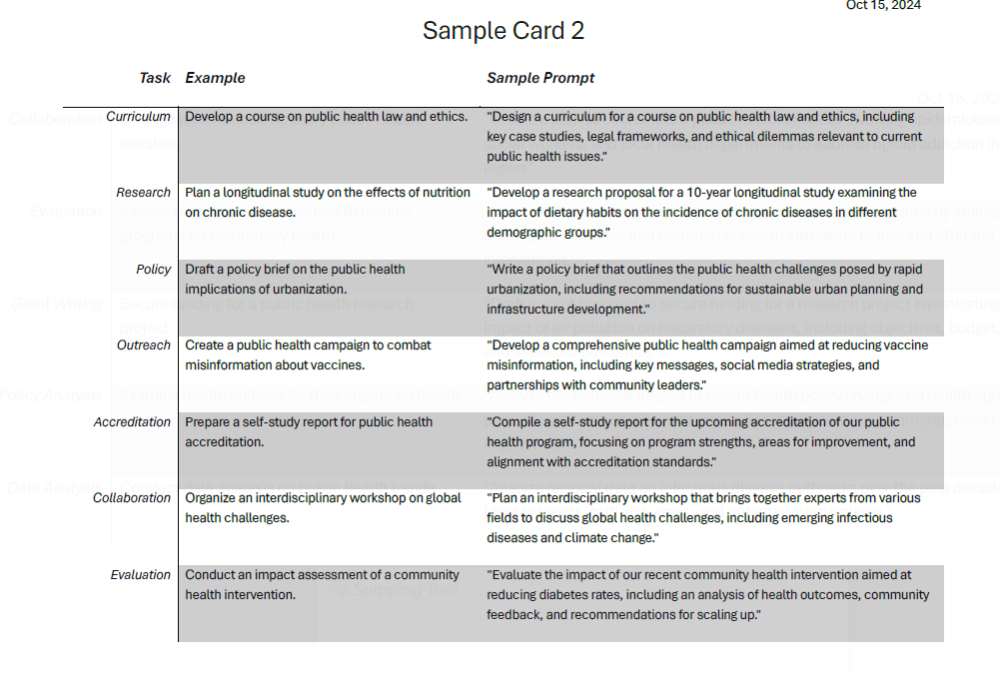 Oct 15, 2024
Sample Card 2
Task Example Sample Prompt
Curriculum Develop a course on public health law and ethics. "Design a curriculum for a course on public health law and ethics, including
key case studies, legal frameworks, and ethical dilemmas relevant to current
public health issues."
Research Plan a longitudinal study on the effects of nutrition "Develop a research proposal for a 10-year longitudinal study examining the
on chronic disease. impact of dietary habits on the incidence of chronic diseases in different
demographic groups."
Policy Draft a policy brief on the public health "Write a policy brief that outlines the public health challenges posed by rapid
implications of urbanization. urbanization, including recommendations for sustainable urban planning and
infrastructure development."
Outreach Create a public health campaign to combat "Develop a comprehensive public health campaign aimed at reducing vaccine
misinformation about vaccines. misinformation, including key messages, social media strategies, and
partnerships with community leaders."
Accreditation Prepare a self-study report for public health "Compile a self-study report for the upcoming accreditation of our public
accreditation. health program, focusing on program strengths, areas for improvement, and
alignment with accreditation standards."
Collaboration Organize an interdisciplinary workshop on global "Plan an interdisciplinary workshop that brings together experts from various
health challenges. fields to discuss global health challenges, including emerging infectious
diseases and climate change."
Evaluation Conduct an impact assessment of a community "Evaluate the impact of our recent community health intervention aimed at
health intervention. reducing diabetes rates, including an analysis of health outcomes, community
Snipping Tool
feedback, and recommendations for scaling up."